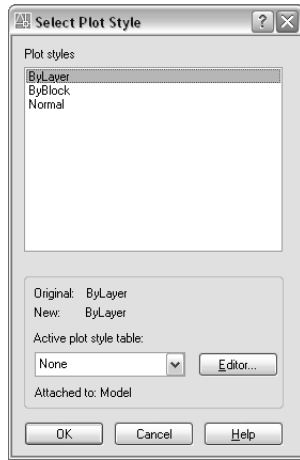 Select Plot Style
Plot styles
ByLayer
ByBlock
Normal
Original: ByLayer
New: ByLayer
Active plot style table:
None
Editor...
Attached to: Model
OK Cancel Help